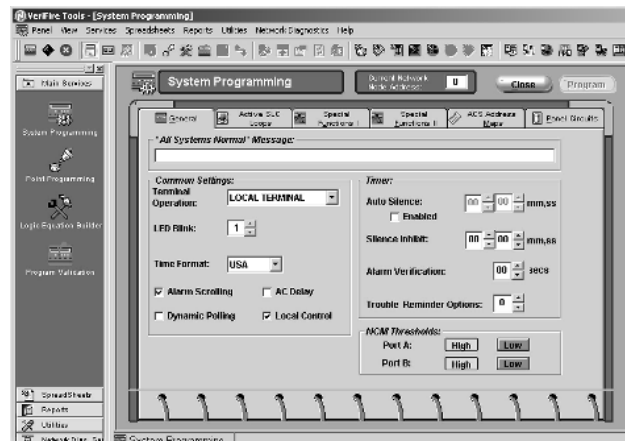 VeriFire Tools - [System Programming]
Panel View Services Spreadsheets Reports Utilities Network Diagnostics Help
Main Services
System Programming
Point Programming
Logic Equation Builder
Program Validation
SpreadSheets
Reports
Utilities
System Programming
Current Network
Node Address:
0
Close
Program
General
Active SLC
Loops
Special
Functions I
Special
Functions II
ACS Address
Maps
Panel Circuits
"All Systems Normal" Message:
Common Settings:
Terminal
Operation:
LOCAL TERMINAL
LED Blink:
1
Time Format:
USA
Alarm Scrolling
AC Delay
Dynamic Polling
Local Control
Timer:
Auto Silence:
00 00 mm,ss
Enabled
Silence Inhibit:
00 00 mm,ss
Alarm Verification:
00 secs
Trouble Reminder Options:
0
NCM Thresholds:
Port A: High Low
Port B: High Low
System Programming